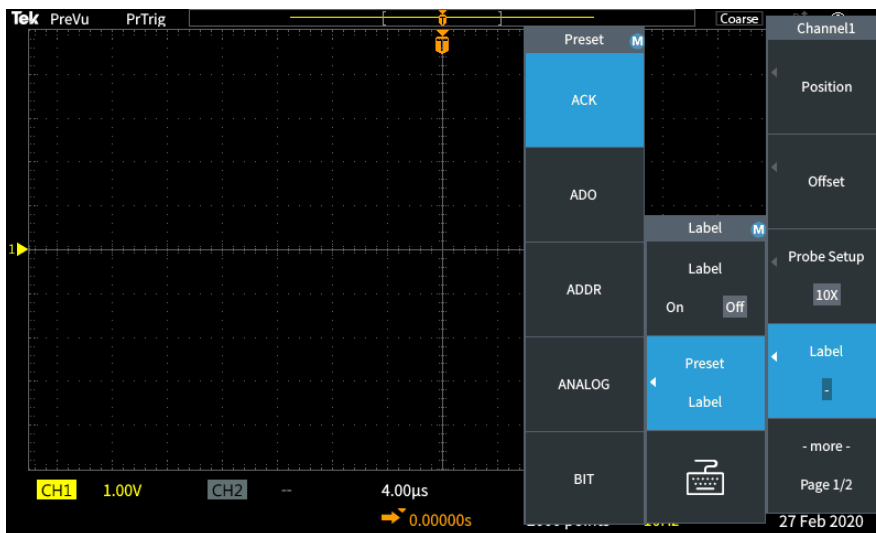 Tek PreVu PrTrig
T
Coarse
T
1
Preset M
ACK
ADO
ADDR
ANALOG
BIT
Label M
Label
On Off
Preset
Label
Channel1
Position
Offset
Probe Setup
10X
Label
-
- more -
Page 1/2
CH1 1.00V CH2 -- 4.00µs
0.00000s
27 Feb 2020